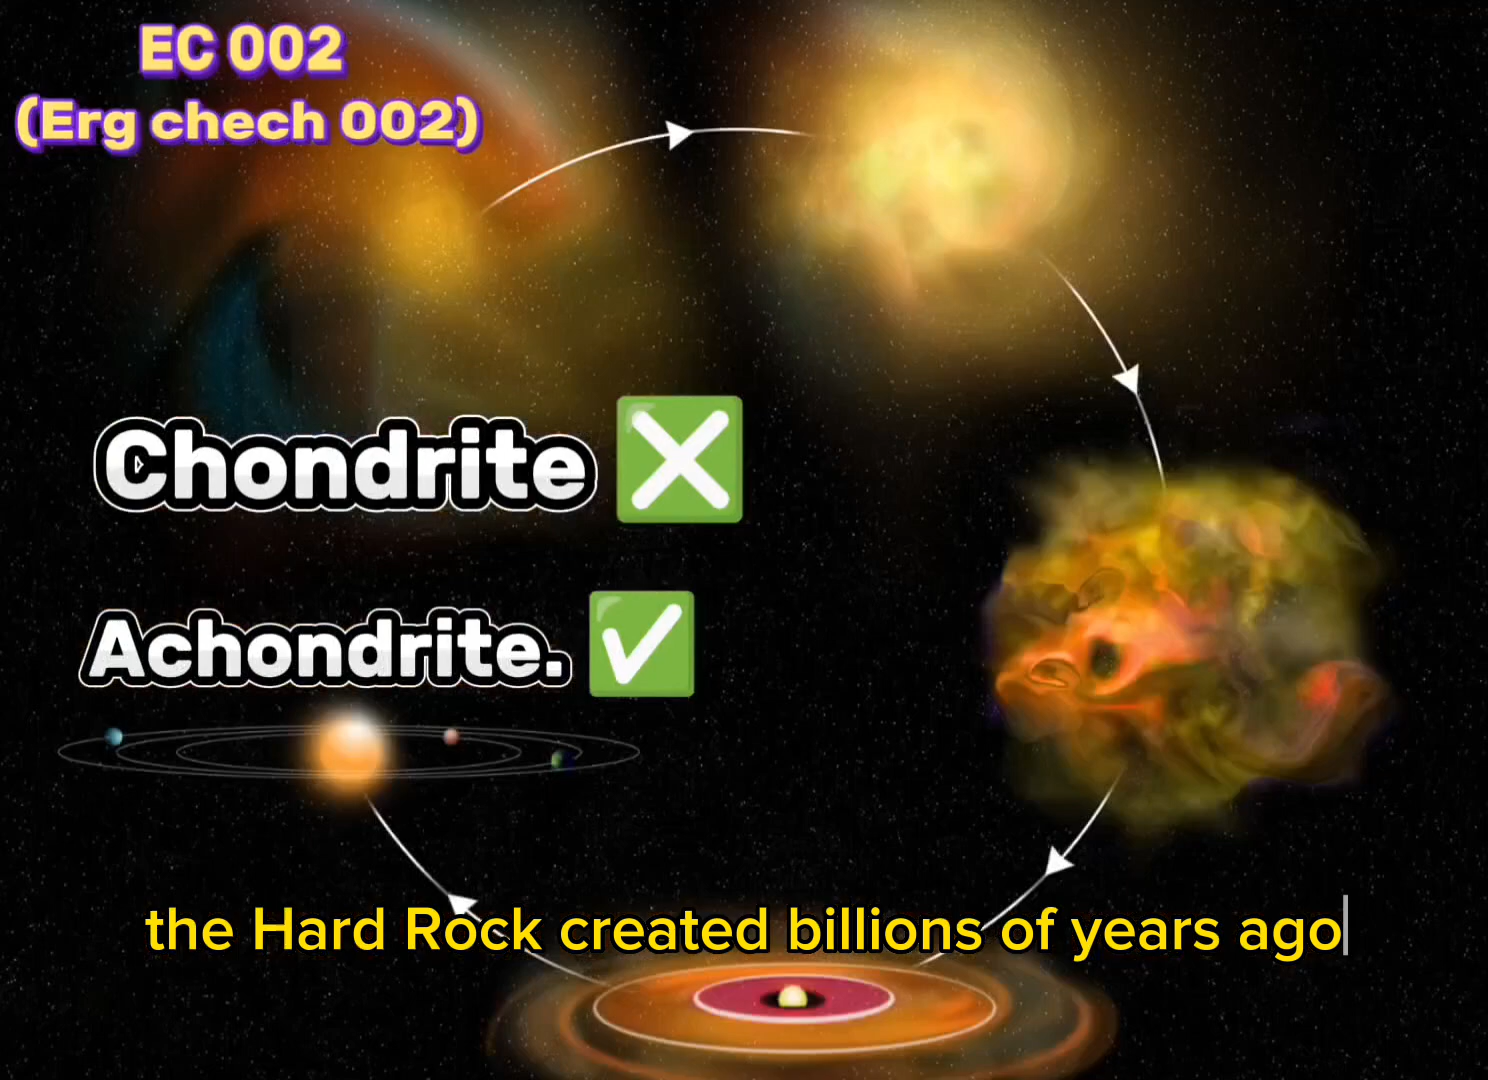 EC 002
(Erg chech 002)
Chondrite ❎
Achondrite. ✅
the Hard Rock created billions of years ago